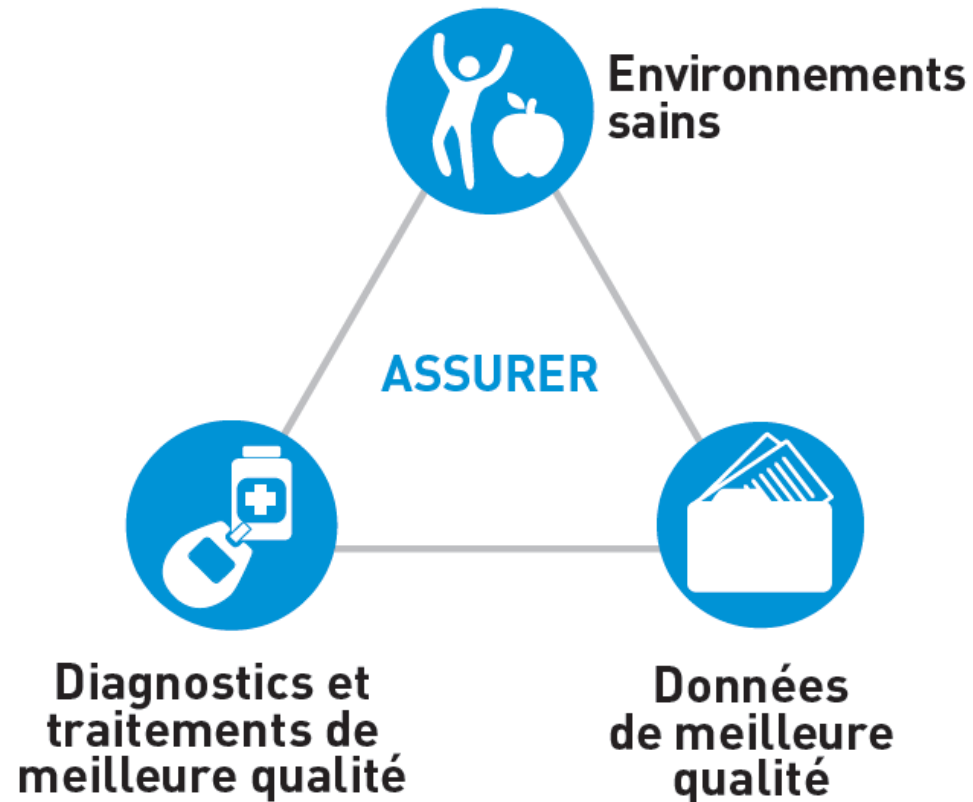 Environnements
sains
ASSURER
Diagnostics et
traitements de
meilleure qualité
Données
de meilleure
qualité